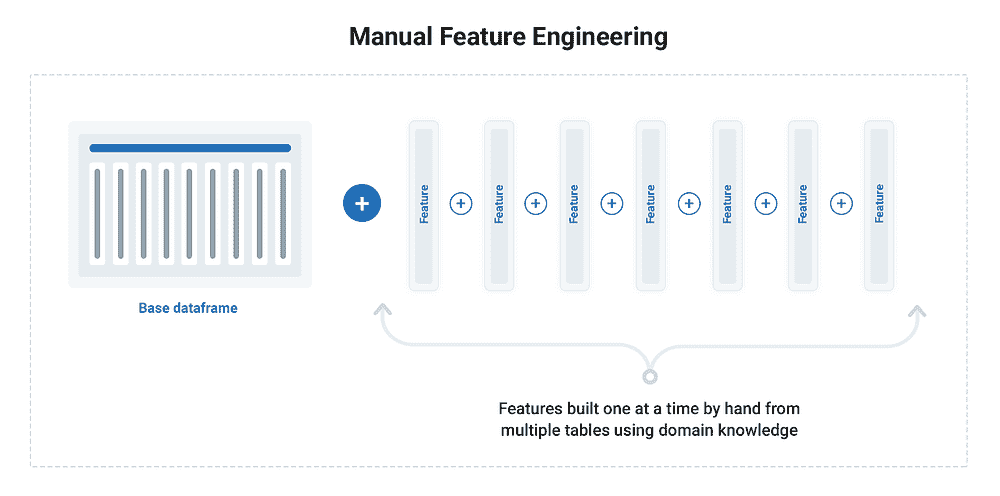 Manual Feature Engineering
Feature
Feature
Feature
Feature
Feature
Feature
Feature
Base dataframe
Features built one at a time by hand from
multiple tables using domain knowledge